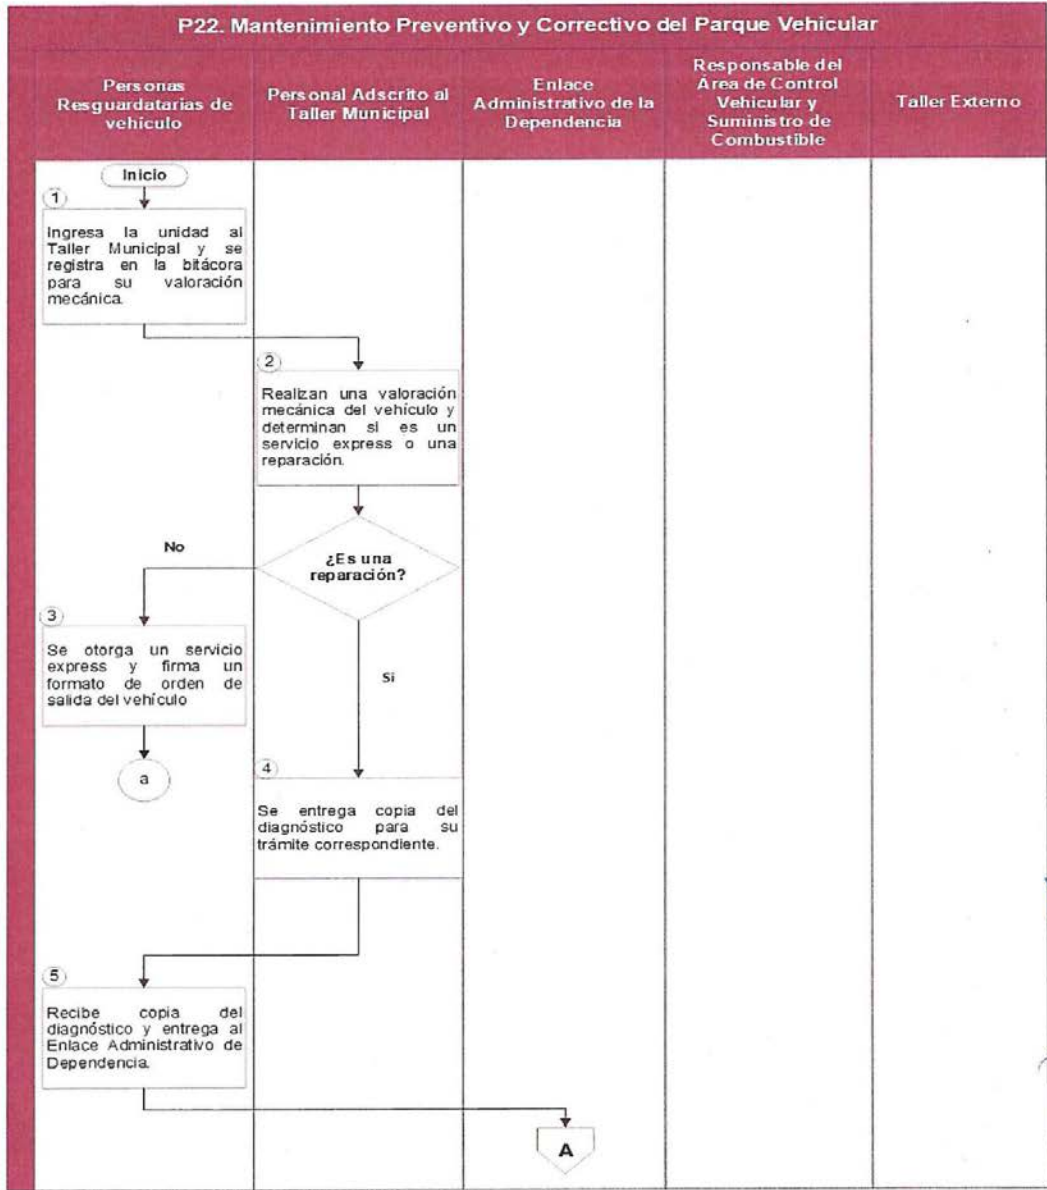 P22. Mantenimiento Preventivo y Correctivo del Parque Vehicular
Personas
Resguardatarias de
vehículo
Personal Adscrito al
Taller Municipal
Enlace
Administrativo de la
Dependencia
Responsable del
Área de Control
Vehicular y
Suministro de
Combustible
Taller Externo
Inicio
1
Ingresa la unidad al
Taller Municipal y se
registra en la bitácora
para su valoración
mecánica.
2
Realizan una valoración
mecánica del vehículo y
determinan si es un
servicio express o una
reparación.
¿Es una
reparación?
No
3
Se otorga un servicio
express y firma un
formato de orden de
salida del vehículo
a
Si
4
Se entrega copia del
diagnóstico para su
trámite correspondiente.
5
Recibe copia del
diagnóstico y entrega al
Enlace Administrativo de
Dependencia.
A